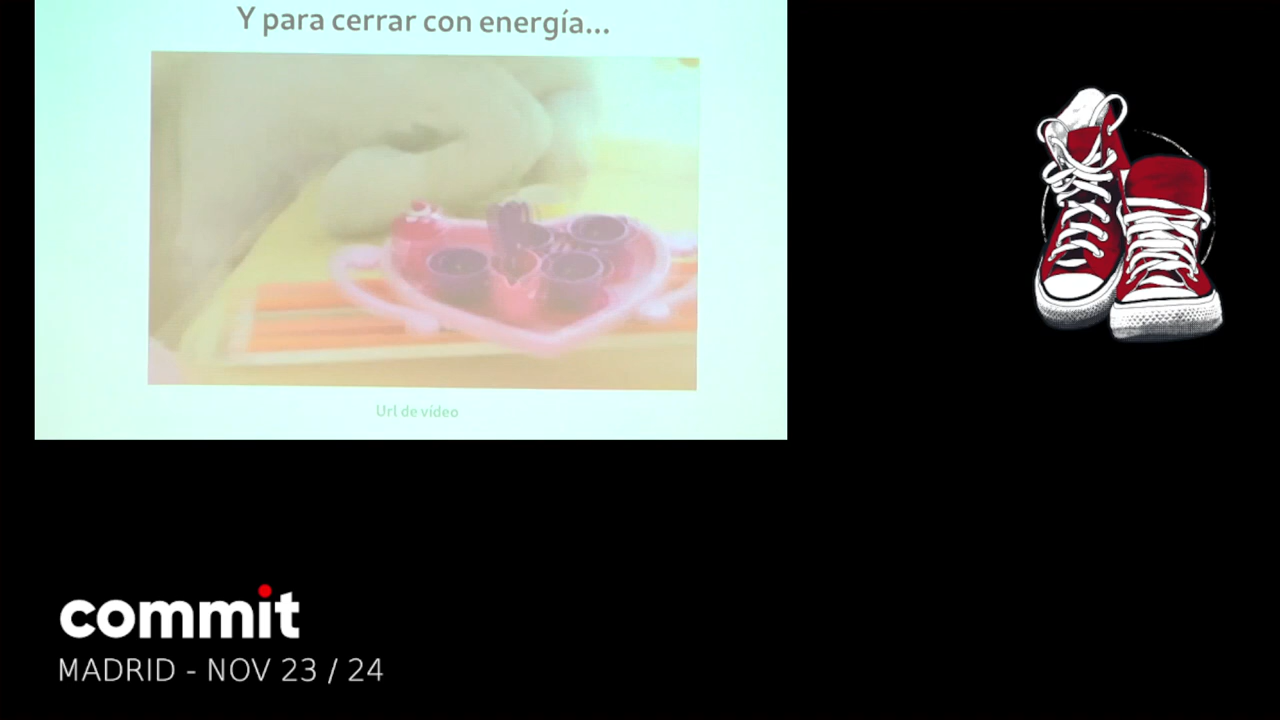 Y para cerrar con energía...
Url de vídeo
commit
MADRID - NOV 23 / 24